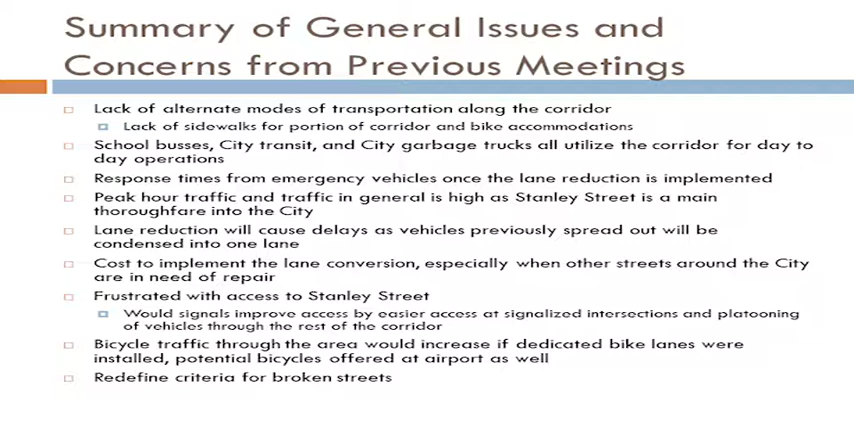 Summary of General Issues and
Concerns from Previous Meetings
Lack of alternate modes of transportation along the corridor
Lack of sidewalks for portion of corridor and bike accommodations
School busses, City transit, and City garbage trucks all utilize the corridor for day to
day operations
Response times from emergency vehicles once the lane reduction is implemented
Peak hour traffic and traffic in general is high as Stanley Street is a main
thoroughfare into the City
Lane reduction will cause delays as vehicles previously spread out will be
condensed into one lane
Cost to implement the lane conversion, especially when other streets around the City
are in need of repair
Frustrated with access to Stanley Street
Would signals improve access by easier access at signalized intersections and platooning
of vehicles through the rest of the corridor
Bicycle traffic through the area would increase if dedicated bike lanes were
installed, potential bicycles offered at airport as well
Redefine criteria for broken streets